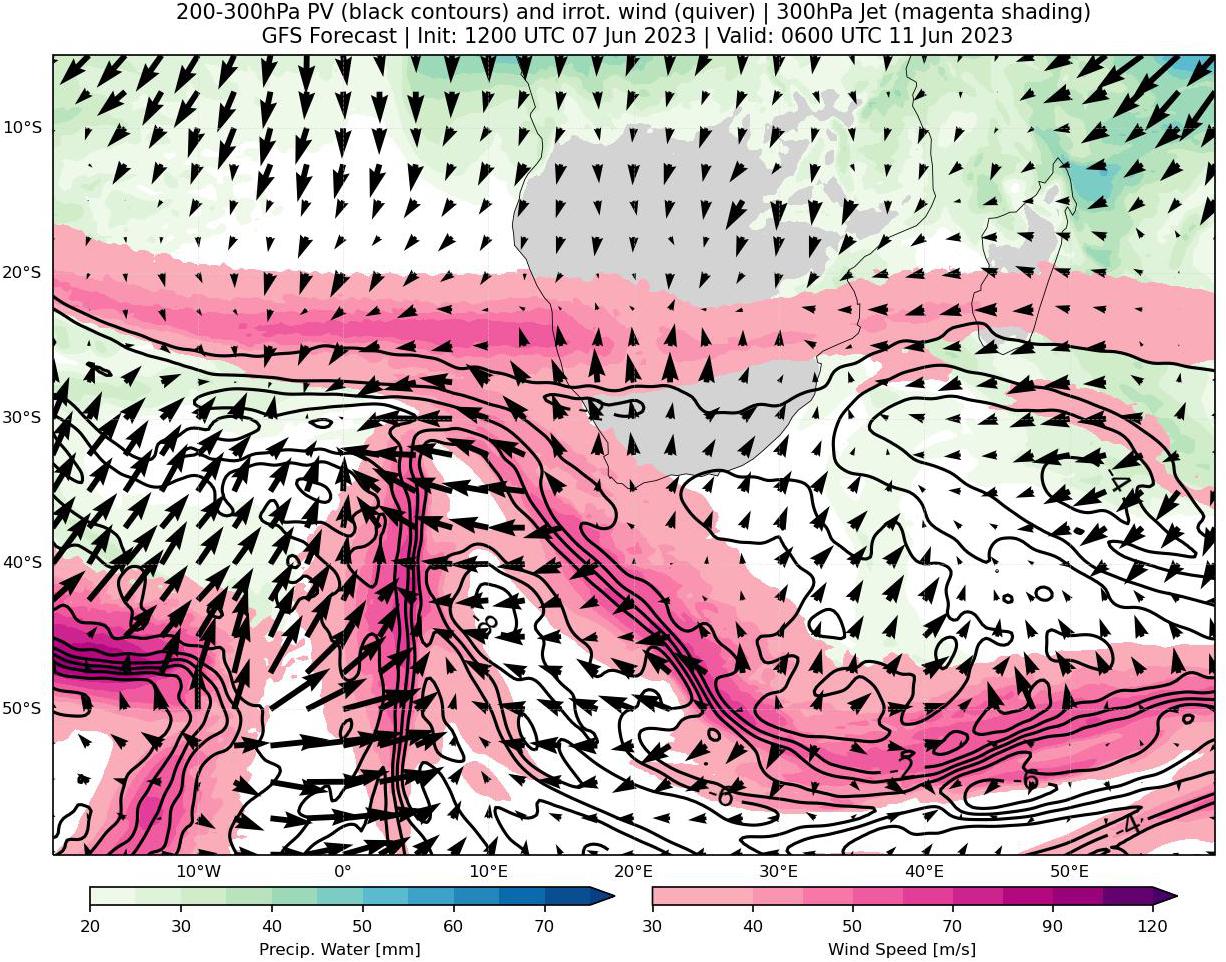 200-300hPa PV (black contours) and irrot. wind (quiver) | 300hPa Jet (magenta shading)
GFS Forecast | Init: 1200 UTC 07 Jun 2023 | Valid: 0600 UTC 11 Jun 2023
10°S
20°S
30°S
40°S
50°S
-4
-8
-6
-4
10°W 0° 10°E 20°E 30°E 40°E 50°E
20 30 40 50 60 70
30 40 50 70 90 120
Precip. Water [mm]
Wind Speed [m/s]